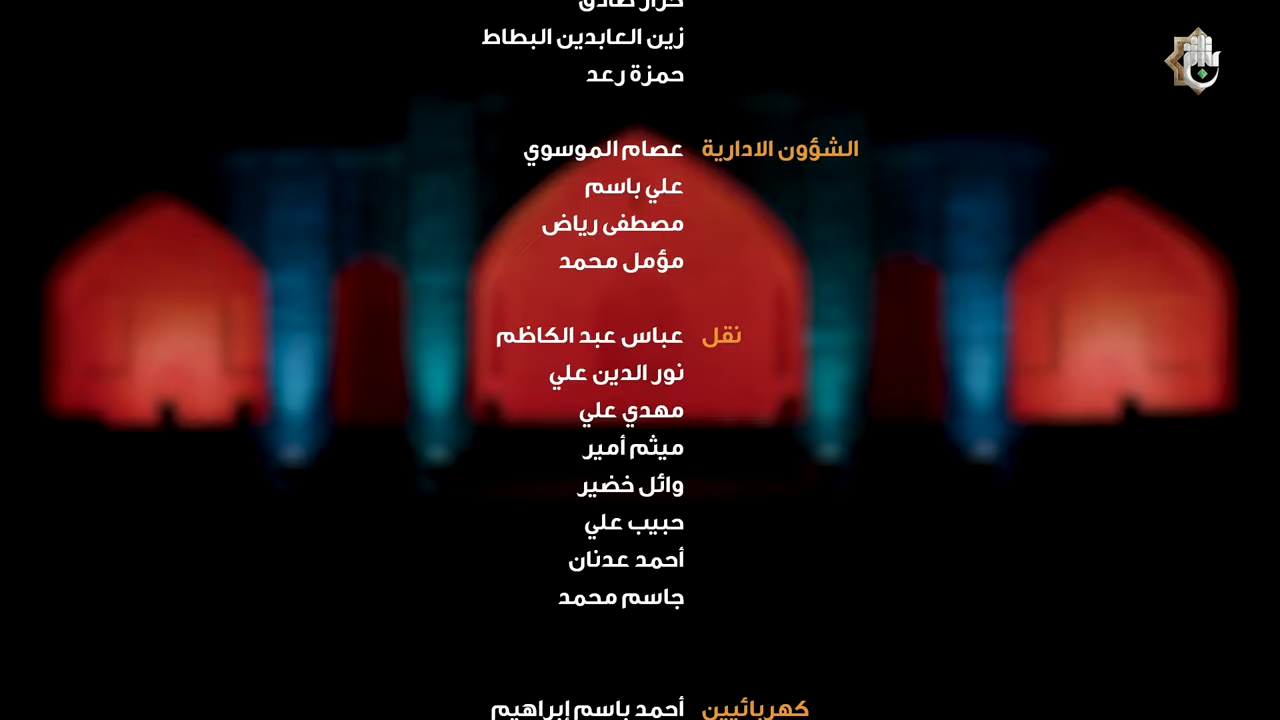 زين العابدين البطاط
حمزة رعد
الشؤون الادارية عصام الموسوي
علي باسم
مصطفى رياض
مؤمل محمد
نقل عباس عبد الكاظم
نور الدين علي
مهدي علي
ميثم أمير
وائل خضير
حبيب علي
أحمد عدنان
جاسم محمد
كهربائيين أحمد باسم إبراهيم